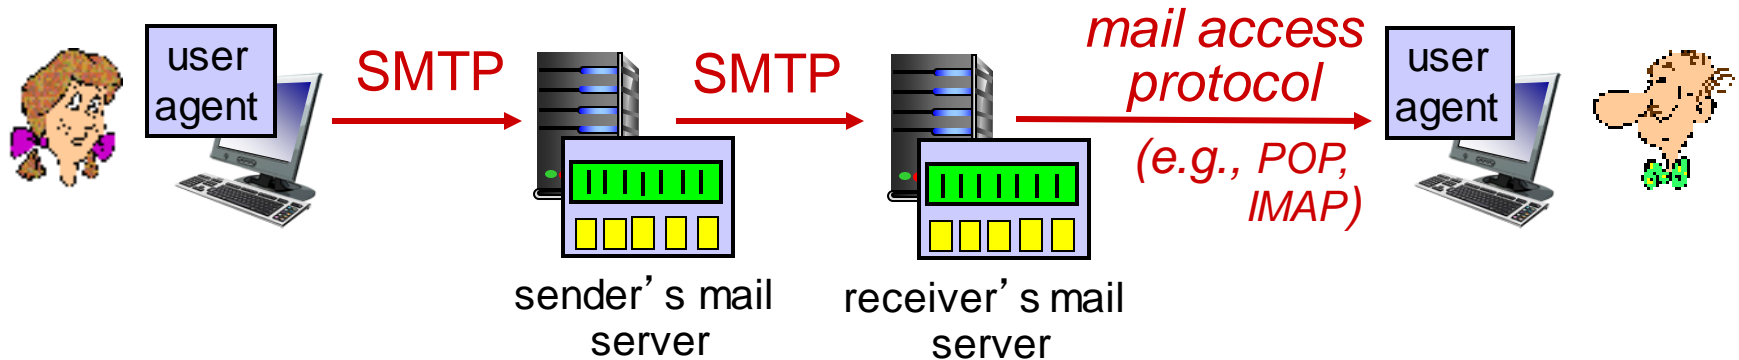 user
agent
SMTP
SMTP
mail access
protocol
(e.g., POP,
IMAP)
user
agent
sender’s mail
server
receiver’s mail
server